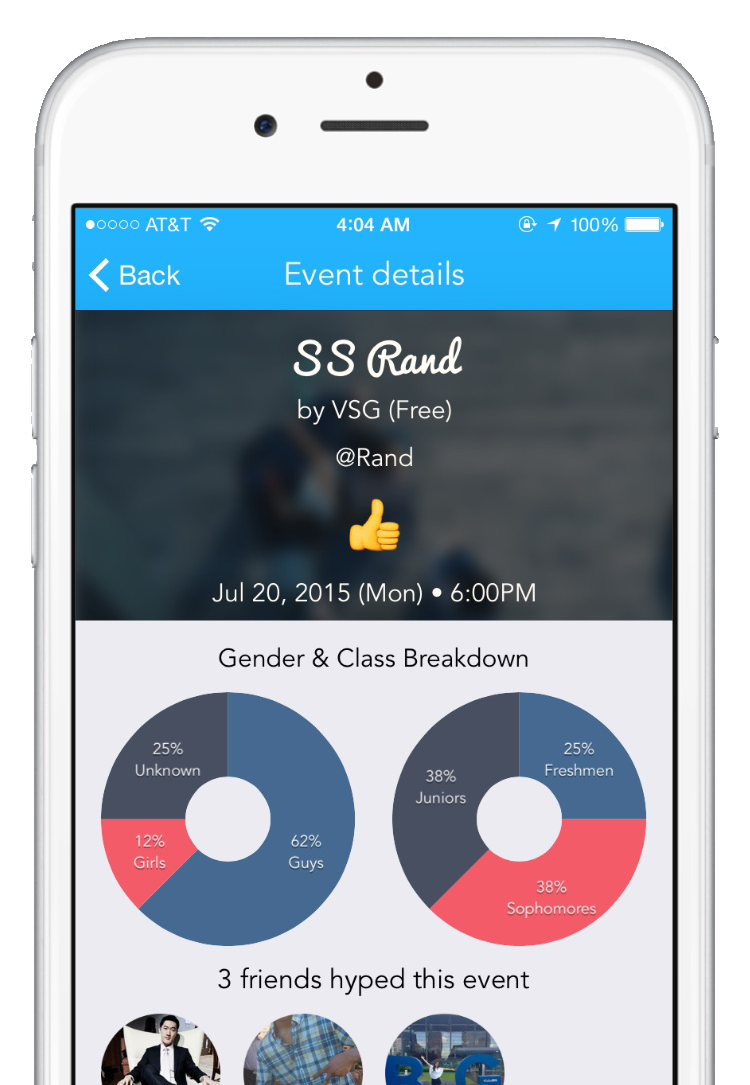 ●○○○○ AT&T 4:04 AM 100%
Back Event details
SS Rand
by VSG (Free)
@Rand
👍
Jul 20, 2015 (Mon) • 6:00PM
Gender & Class Breakdown
25%
Unknown
12%
Girls
62%
Guys
25%
Freshmen
38%
Juniors
38%
Sophomores
3 friends hyped this event